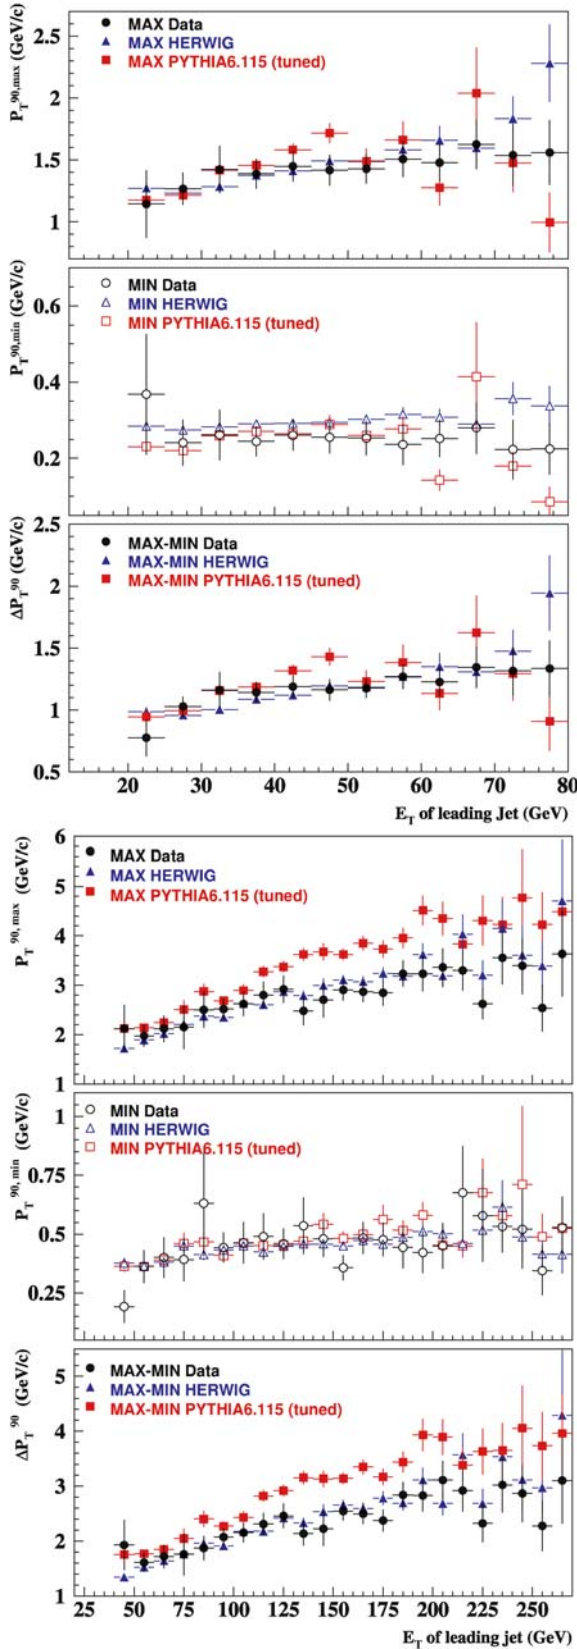 P_T^90,max (GeV/c)
2.5
2
1.5
1
MAX Data
MAX HERWIG
MAX PYTHIA6.115 (tuned)
P_T^90,min (GeV/c)
0.6
0.4
0.2
MIN Data
MIN HERWIG
MIN PYTHIA6.115 (tuned)
ΔP_T^90 (GeV/c)
2.5
2
1.5
1
0.5
MAX-MIN Data
MAX-MIN HERWIG
MAX-MIN PYTHIA6.115 (tuned)
20 30 40 50 60 70 80
E_T of leading Jet (GeV)
P_T^90, max (GeV/c)
6
5
4
3
2
1
MAX Data
MAX HERWIG
MAX PYTHIA6.115 (tuned)
P_T^90, min (GeV/c)
1
0.75
0.5
0.25
MIN Data
MIN HERWIG
MIN PYTHIA6.115 (tuned)
ΔP_T^90 (GeV/c)
5
4
3
2
1
MAX-MIN Data
MAX-MIN HERWIG
MAX-MIN PYTHIA6.115 (tuned)
25 50 75 100 125 150 175 200 225 250
E_T of leading jet (GeV)